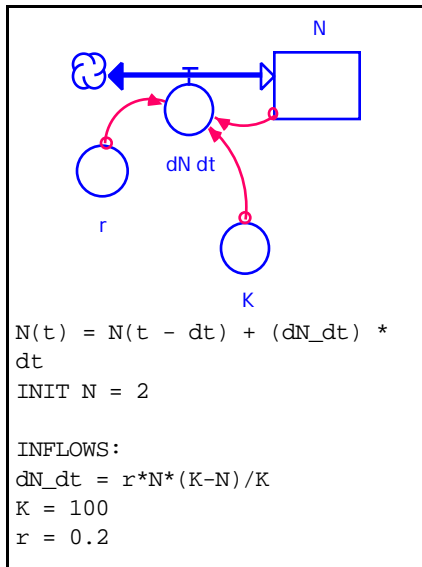 N
dN dt
r
K
N(t) = N(t - dt) + (dN_dt) *
dt
INIT N = 2
INFLOWS:
dN_dt = r*N*(K-N)/K
K = 100
r = 0.2